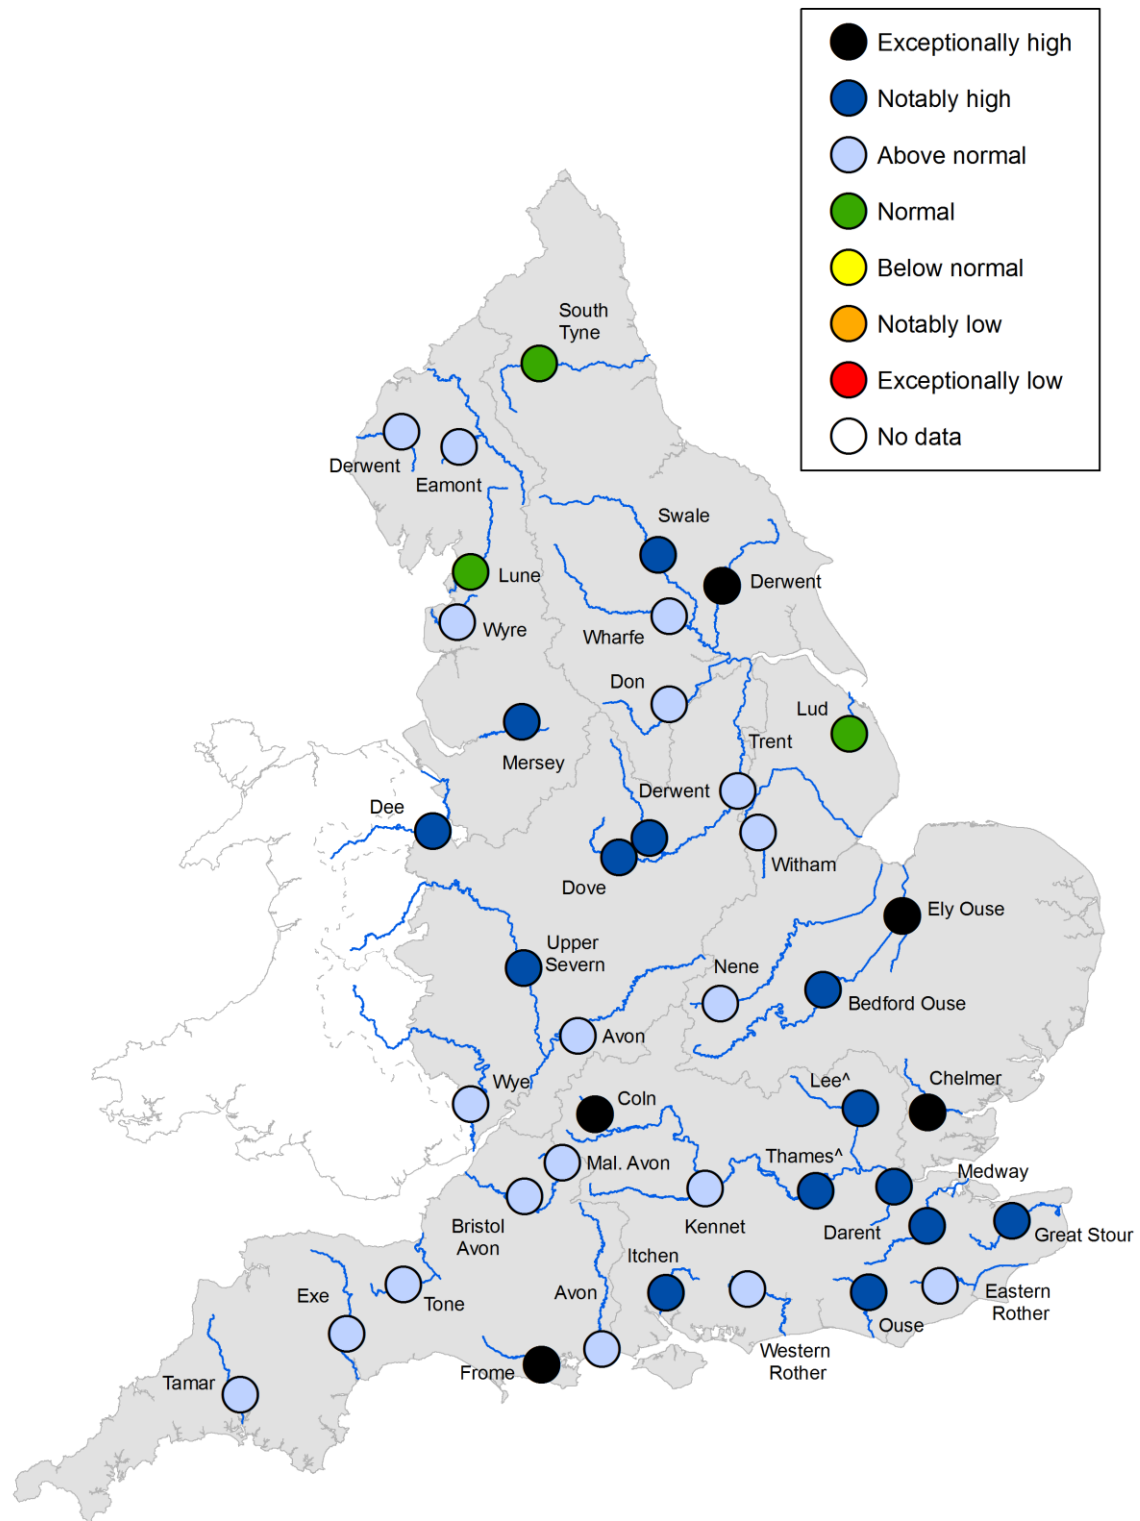 Exceptionally high
Notably high
Above normal
Normal
Below normal
Notably low
Exceptionally low
No data
South
Tyne
Derwent
Eamont
Swale
Lune
Derwent
Wyre
Wharfe
Don
Lud
Mersey
Trent
Derwent
Dee
Witham
Dove
Ely Ouse
Upper
Severn
Nene
Bedford Ouse
Avon
Wye
Lee^
Chelmer
Coln
Thames^
Mal. Avon
Medway
Kennet
Darent
Great Stour
Bristol
Avon
Itchen
Exe
Avon
Tone
Eastern
Rother
Ouse
Western
Rother
Frome
Tamar